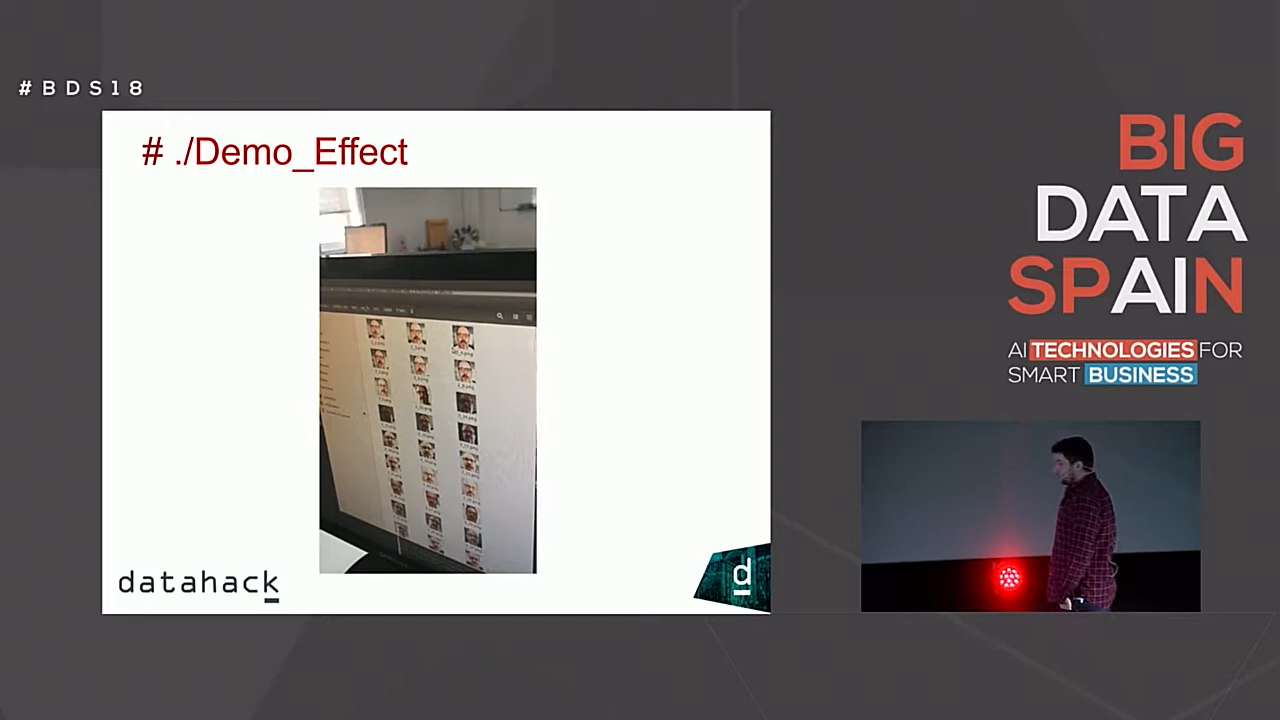 #BDS18
# ./Demo_Effect
datahack
d
BIG
DATA
SPAIN
AI TECHNOLOGIES FOR
SMART BUSINESS